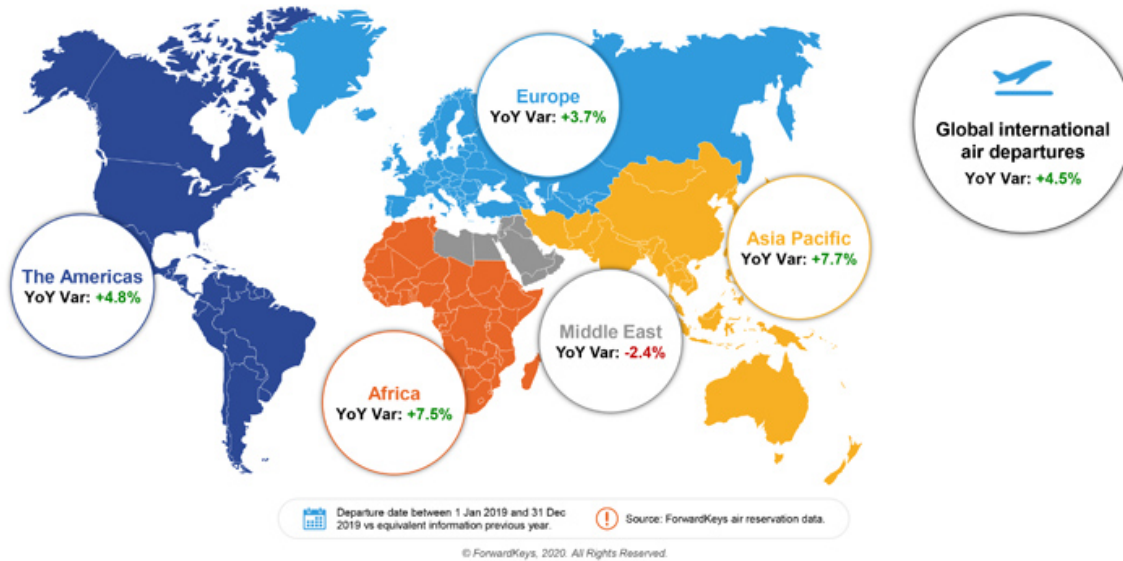 Europe
YoY Var: +3.7%
Global international
air departures
YoY Var: +4.5%
The Americas
YoY Var: +4.8%
Asia Pacific
YoY Var: +7.7%
Middle East
YoY Var: -2.4%
Africa
YoY Var: +7.5%
Departure date between 1 Jan 2019 and 31 Dec
2019 vs equivalent information previous year.
Source: ForwardKeys air reservation data.
© ForwardKeys, 2020. All Rights Reserved.